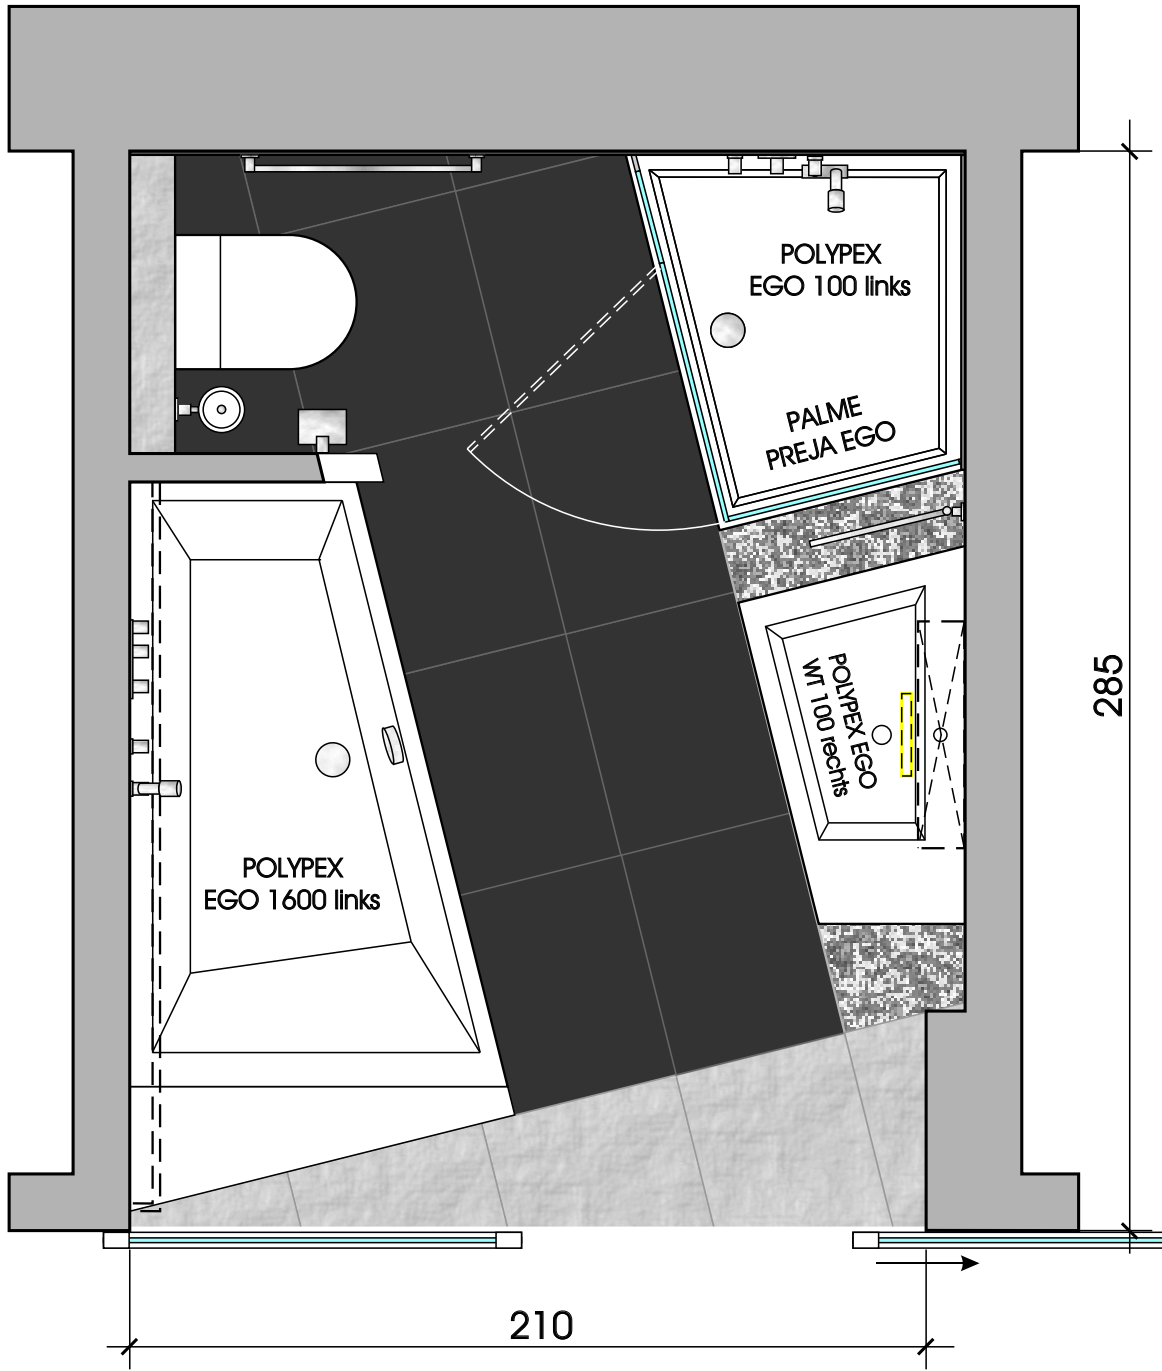 POLYPEX
EGO 100 links
PALME
PREJA EGO
POLYPEX EGO
WT 100 rechts
285
POLYPEX
EGO 1600 links
210